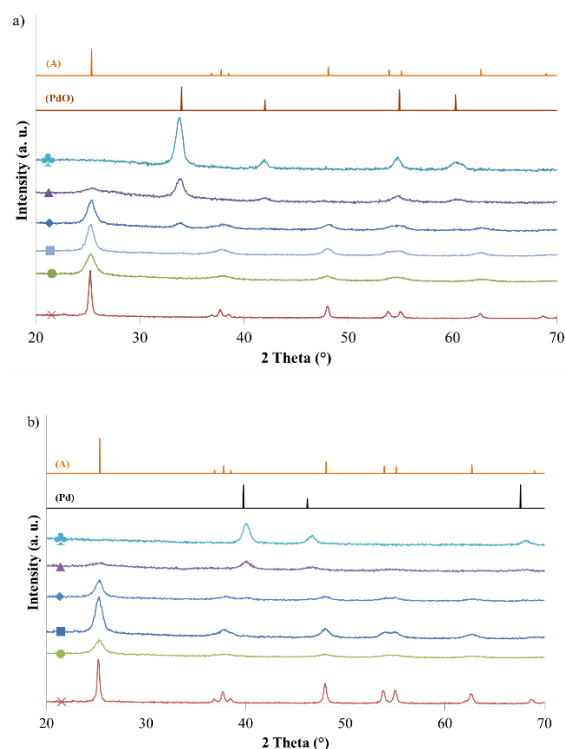 a)
(A)
(PdO)
Intensity (a. u.)
20 30 40 50 60 70
2 Theta (°)
b)
(A)
(Pd)
Intensity (a. u.)
20 30 40 50 60 70
2 Theta (°)